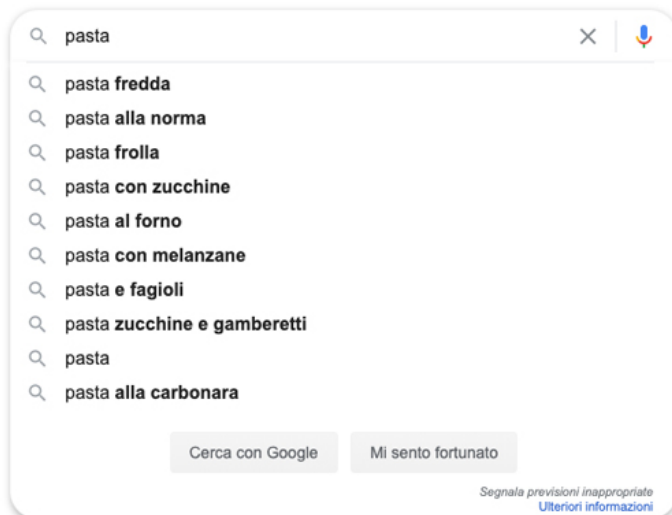 pasta
pasta fredda
pasta alla norma
pasta frolla
pasta con zucchine
pasta al forno
pasta con melanzane
pasta e fagioli
pasta zucchine e gamberetti
pasta
pasta alla carbonara
Cerca con Google Mi sento fortunato
Segnala previsioni inappropriate
Ulteriori informazioni